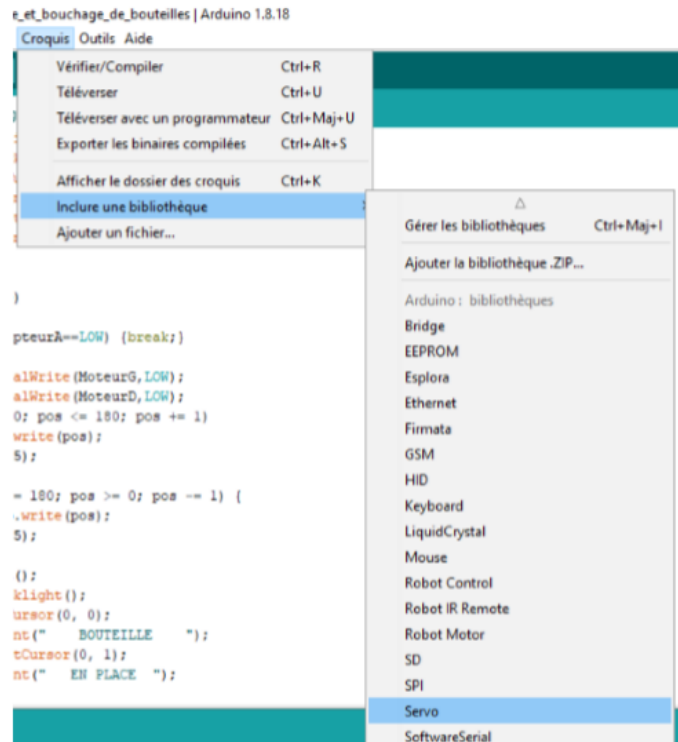 e_et_bouchage_de_bouteilles | Arduino 1.8.18
Croquis Outils Aide
Vérifier/Compiler Ctrl+R
Téléverser Ctrl+U
Téléverser avec un programmateur Ctrl+Maj+U
Exporter les binaires compilées Ctrl+Alt+S
Afficher le dossier des croquis Ctrl+K
Inclure une bibliothèque
Ajouter un fichier...
Gérer les bibliothèques Ctrl+Maj+I
Ajouter la bibliothèque .ZIP...
Arduino : bibliothèques
Bridge
EEPROM
Esplora
Ethernet
Firmata
GSM
HID
Keyboard
LiquidCrystal
Mouse
Robot Control
Robot IR Remote
Robot Motor
SD
SPI
Servo
SoftwareSerial
)
pteurA==LOW) {break;}
alWrite(MoteurG,LOW);
alWrite(MoteurD,LOW);
0; pos <= 180; pos += 1)
write(pos);
5);
= 180; pos >= 0; pos -= 1) {
.write(pos);
5);
();
klight();
ursor(0, 0);
nt("   BOUTEILLE    ");
tCursor(0, 1);
nt("   EN PLACE  ");